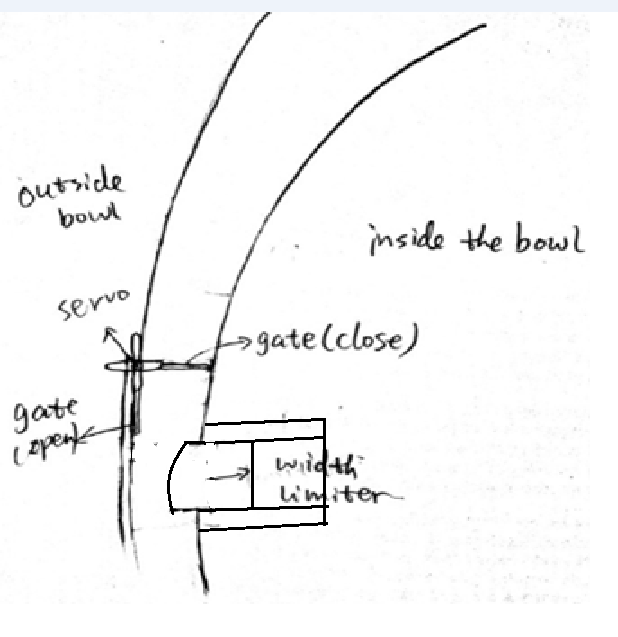 outside
bowl
inside the bowl
servo
gate(close)
gate
(open)
width
limiter